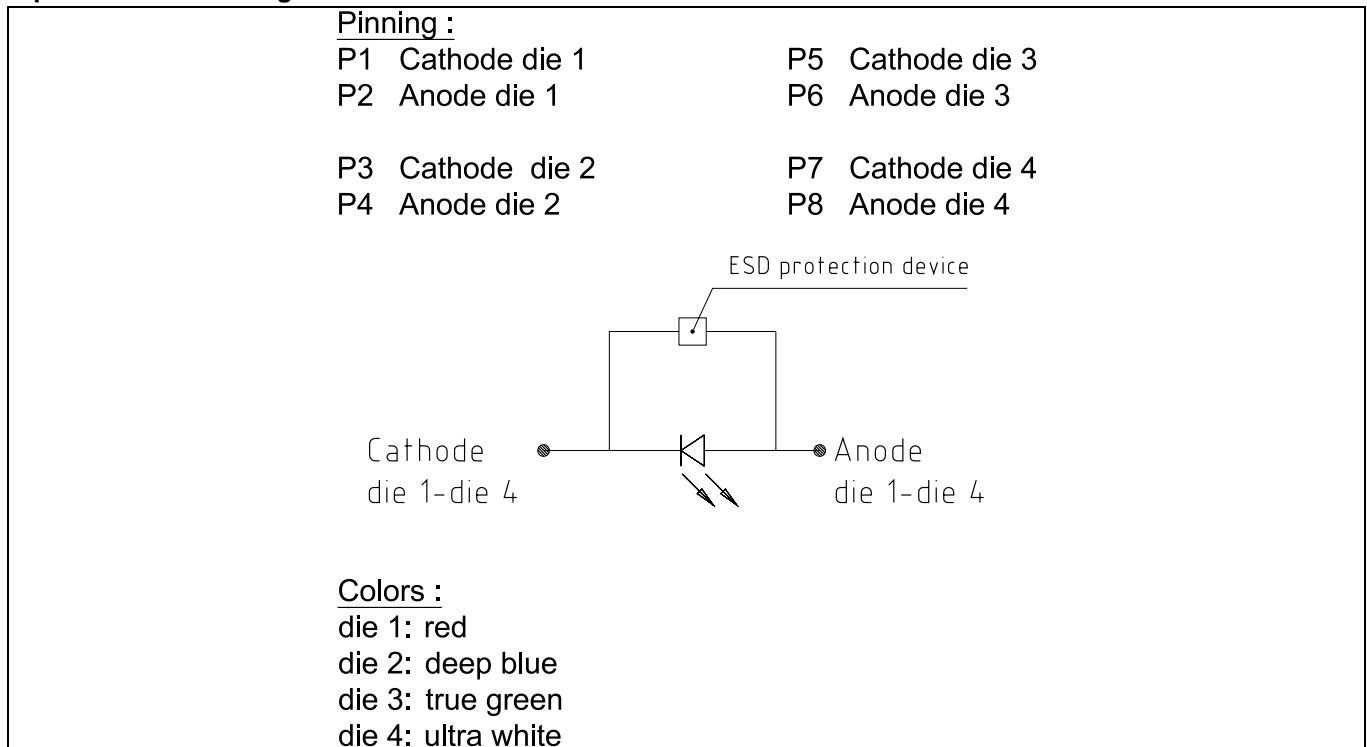 Pinning :
P1 Cathode die 1
P2 Anode die 1
P3 Cathode die 2
P4 Anode die 2
P5 Cathode die 3
P6 Anode die 3
P7 Cathode die 4
P8 Anode die 4
ESD protection device
Cathode
die 1-die 4
Anode
die 1-die 4
Colors :
die 1: red
die 2: deep blue
die 3: true green
die 4: ultra white